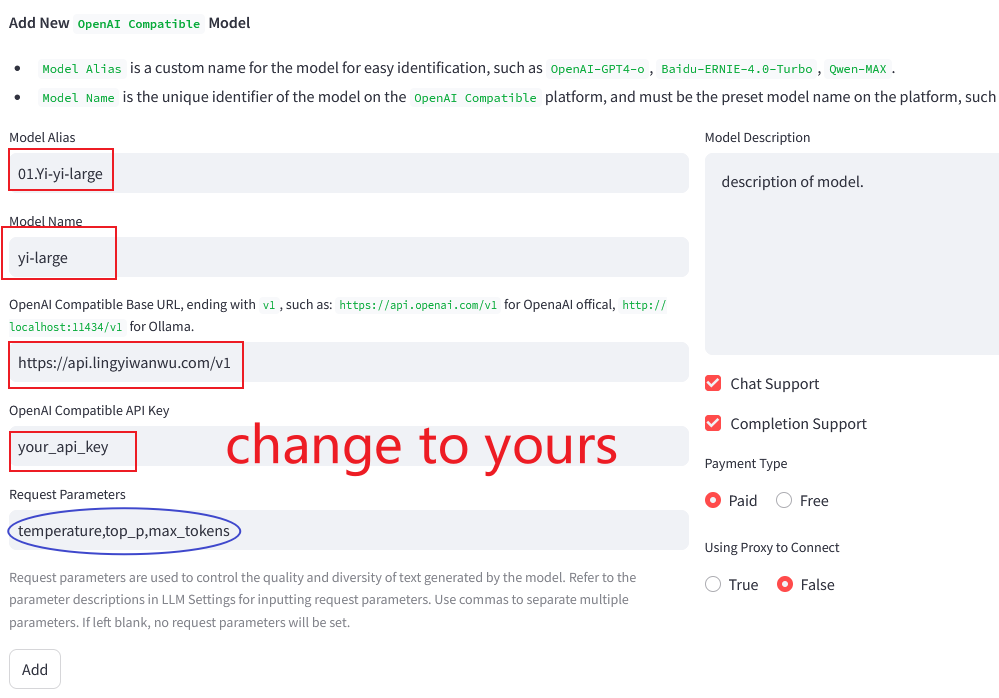 Add New OpenAI Compatible Model
Model Alias is a custom name for the model for easy identification, such as OpenAI-GPT4-o , Baidu-ERNIE-4.0-Turbo , Qwen-MAX .
Model Name is the unique identifier of the model on the OpenAI Compatible platform, and must be the preset model name on the platform, such
Model Alias
01.Yi-yi-large
Model Name
yi-large
OpenAI Compatible Base URL, ending with v1 , such as: https://api.openai.com/v1 for OpenaAI offical, http://
localhost:11434/v1 for Ollama.
https://api.lingyiwanwu.com/v1
OpenAI Compatible API Key
your_api_key
change to yours
Request Parameters
temperature,top_p,max_tokens
Request parameters are used to control the quality and diversity of text generated by the model. Refer to the
parameter descriptions in LLM Settings for inputting request parameters. Use commas to separate multiple
parameters. If left blank, no request parameters will be set.
Add
Model Description
description of model.
Chat Support
Completion Support
Payment Type
Paid Free
Using Proxy to Connect
True False